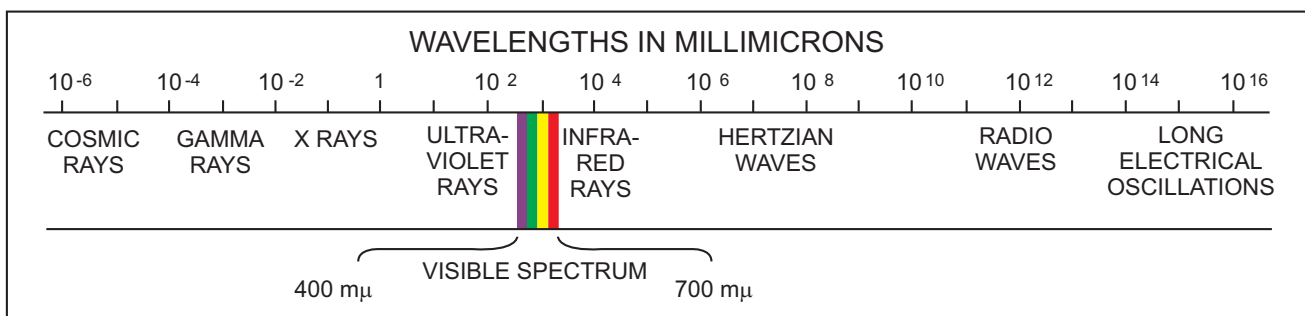 WAVELENGTHS IN MILLIMICRONS
10-6 10-4 10-2 1 10 2 10 4 10 6 10 8 10 10 10 12 10 14 10 16
COSMIC
RAYS
GAMMA
RAYS
X RAYS
ULTRA-
VIOLET
RAYS
INFRA-
RED
RAYS
HERTZIAN
WAVES
RADIO
WAVES
LONG
ELECTRICAL
OSCILLATIONS
VISIBLE SPECTRUM
400 mμ
700 mμ